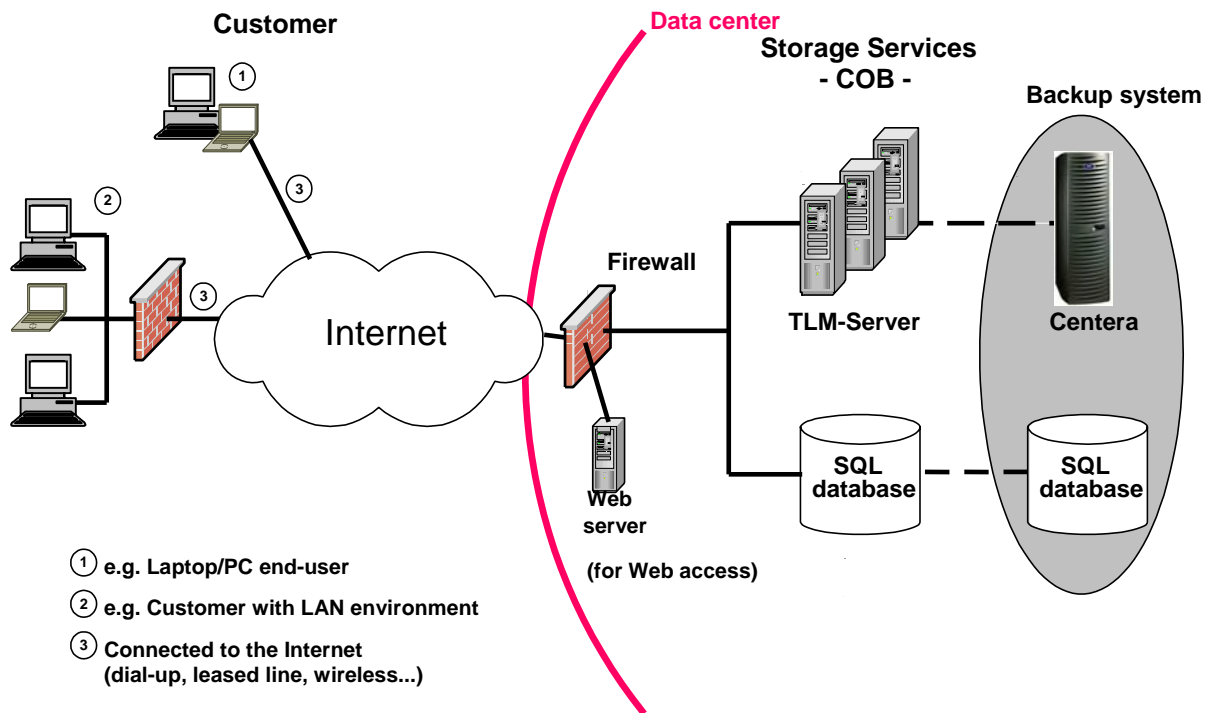 Customer
Data center
Storage Services
- COB -
Backup system
1
3
2
3
Internet
Firewall
TLM-Server
Centera
Web
server
(for Web access)
SQL
database
SQL
database
1 e.g. Laptop/PC end-user
2 e.g. Customer with LAN environment
3 Connected to the Internet
(dial-up, leased line, wireless...)